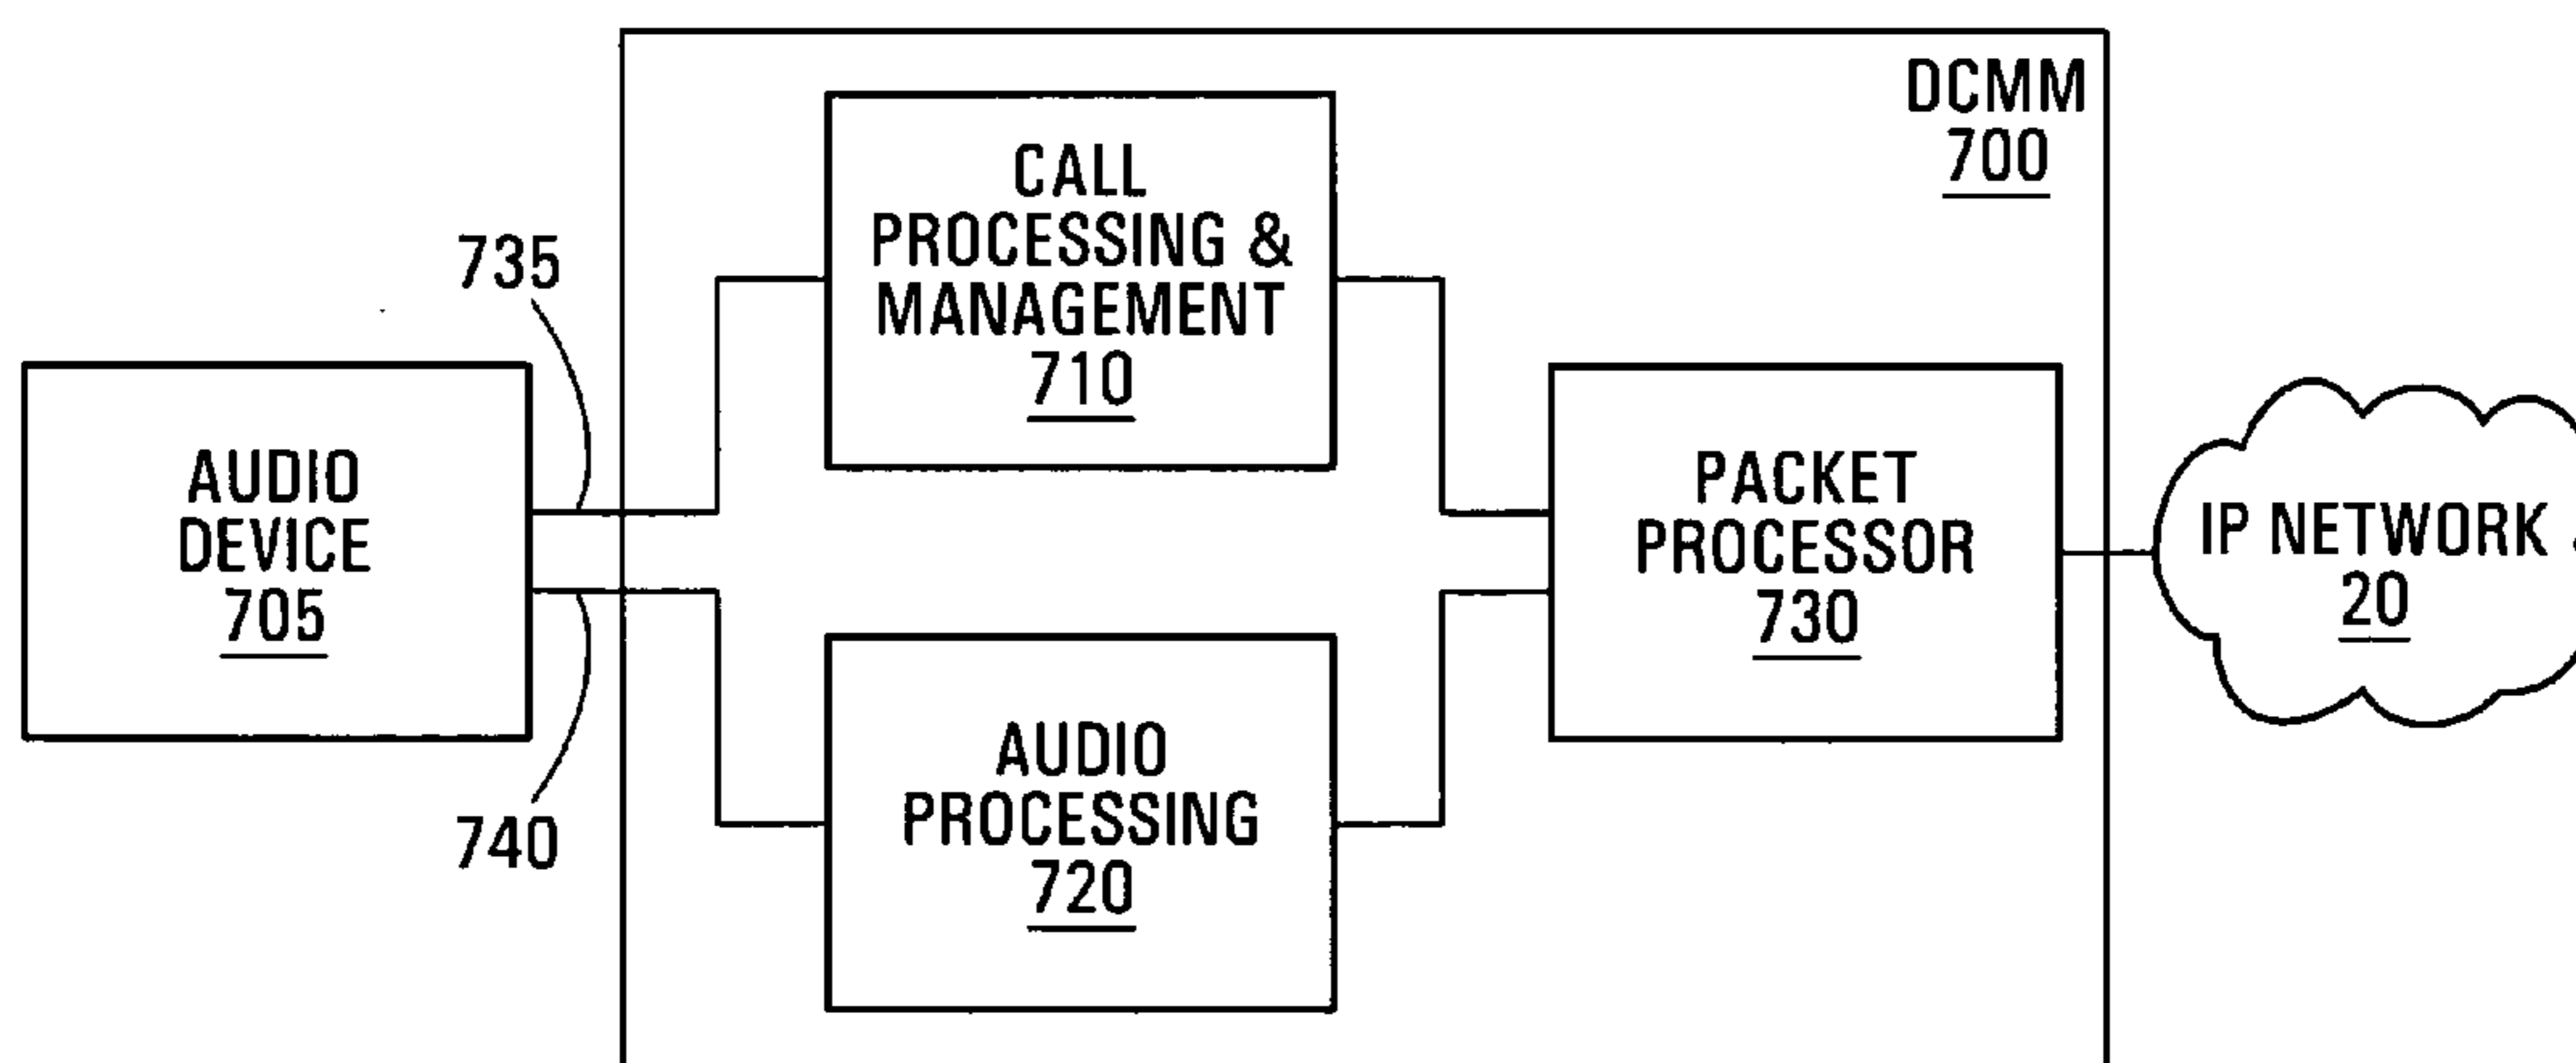 DCMM
700
CALL
PROCESSING &
MANAGEMENT
710
735
AUDIO
DEVICE
705
PACKET
PROCESSOR
730
IP NETWORK
20
740
AUDIO
PROCESSING
720